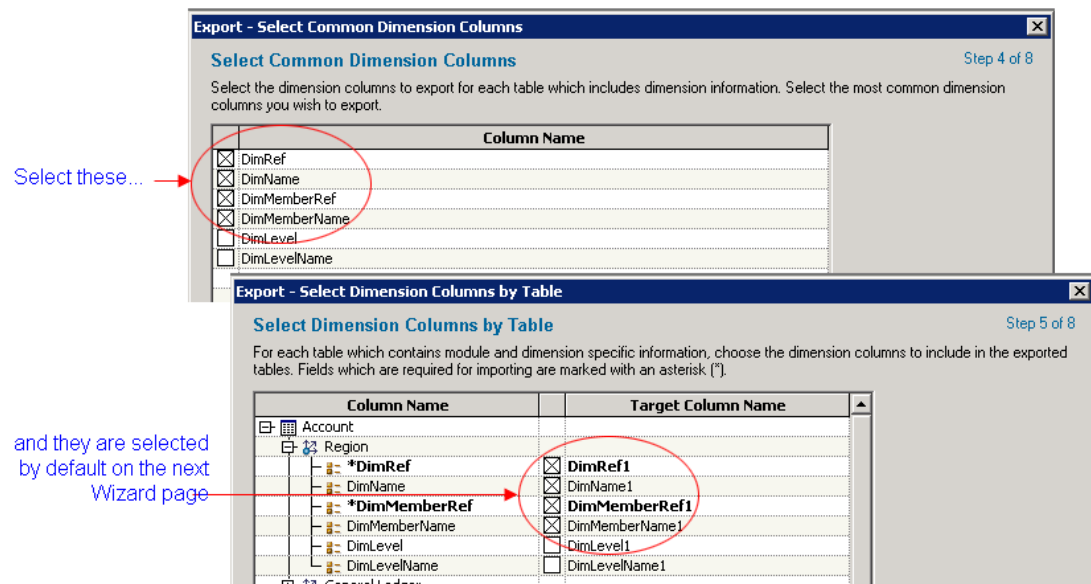 Export - Select Common Dimension Columns
Select Common Dimension Columns
Step 4 of 8
Select the dimension columns to export for each table which includes dimension information. Select the most common dimension
columns you wish to export.
Column Name
Select these...
DimRef
DimName
DimMemberRef
DimMemberName
DimLevel
DimLevelName
Export - Select Dimension Columns by Table
Select Dimension Columns by Table
Step 5 of 8
For each table which contains module and dimension specific information, choose the dimension columns to include in the exported
tables. Fields which are required for importing are marked with an asterisk (*).
Column Name Target Column Name
Account
and they are selected
by default on the next
Wizard page
Region
*DimRef DimRef1
DimName DimName1
*DimMemberRef DimMemberRef1
DimMemberName DimMemberName1
DimLevel DimLevel1
DimLevelName DimLevelName1
General Ledger